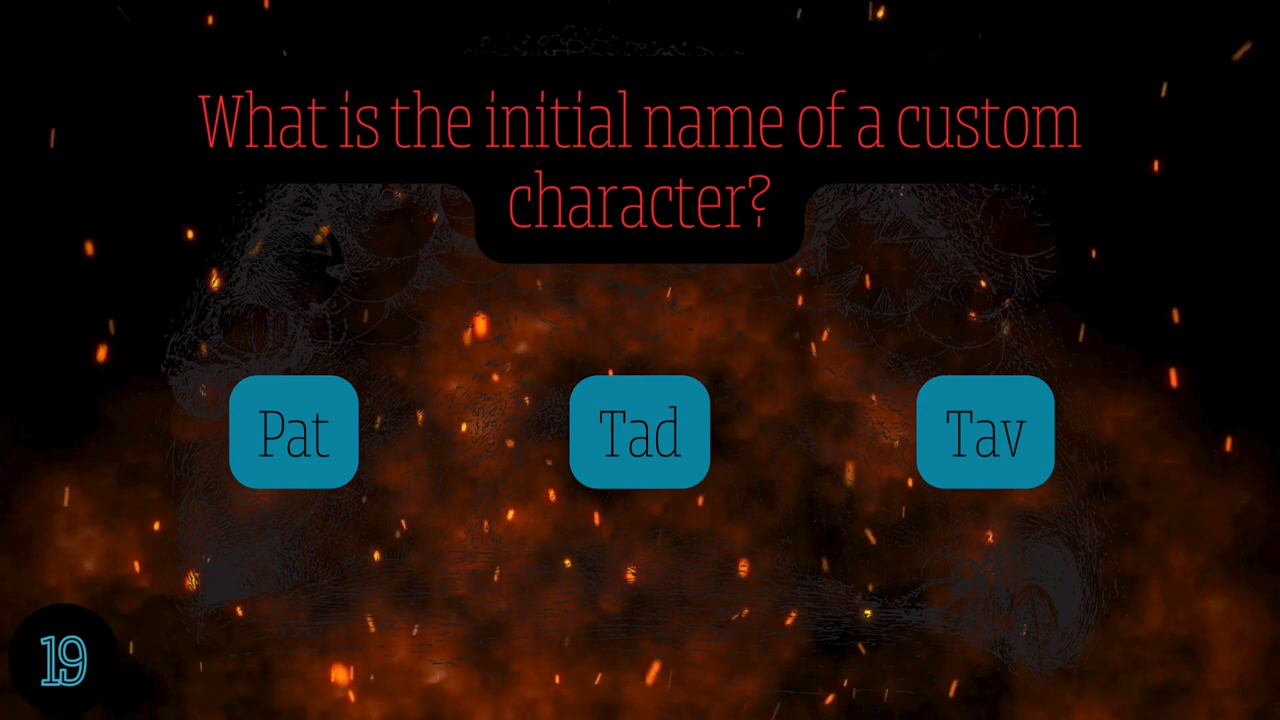 What is the initial name of a custom
character?
Pat
Tad
Tav
19